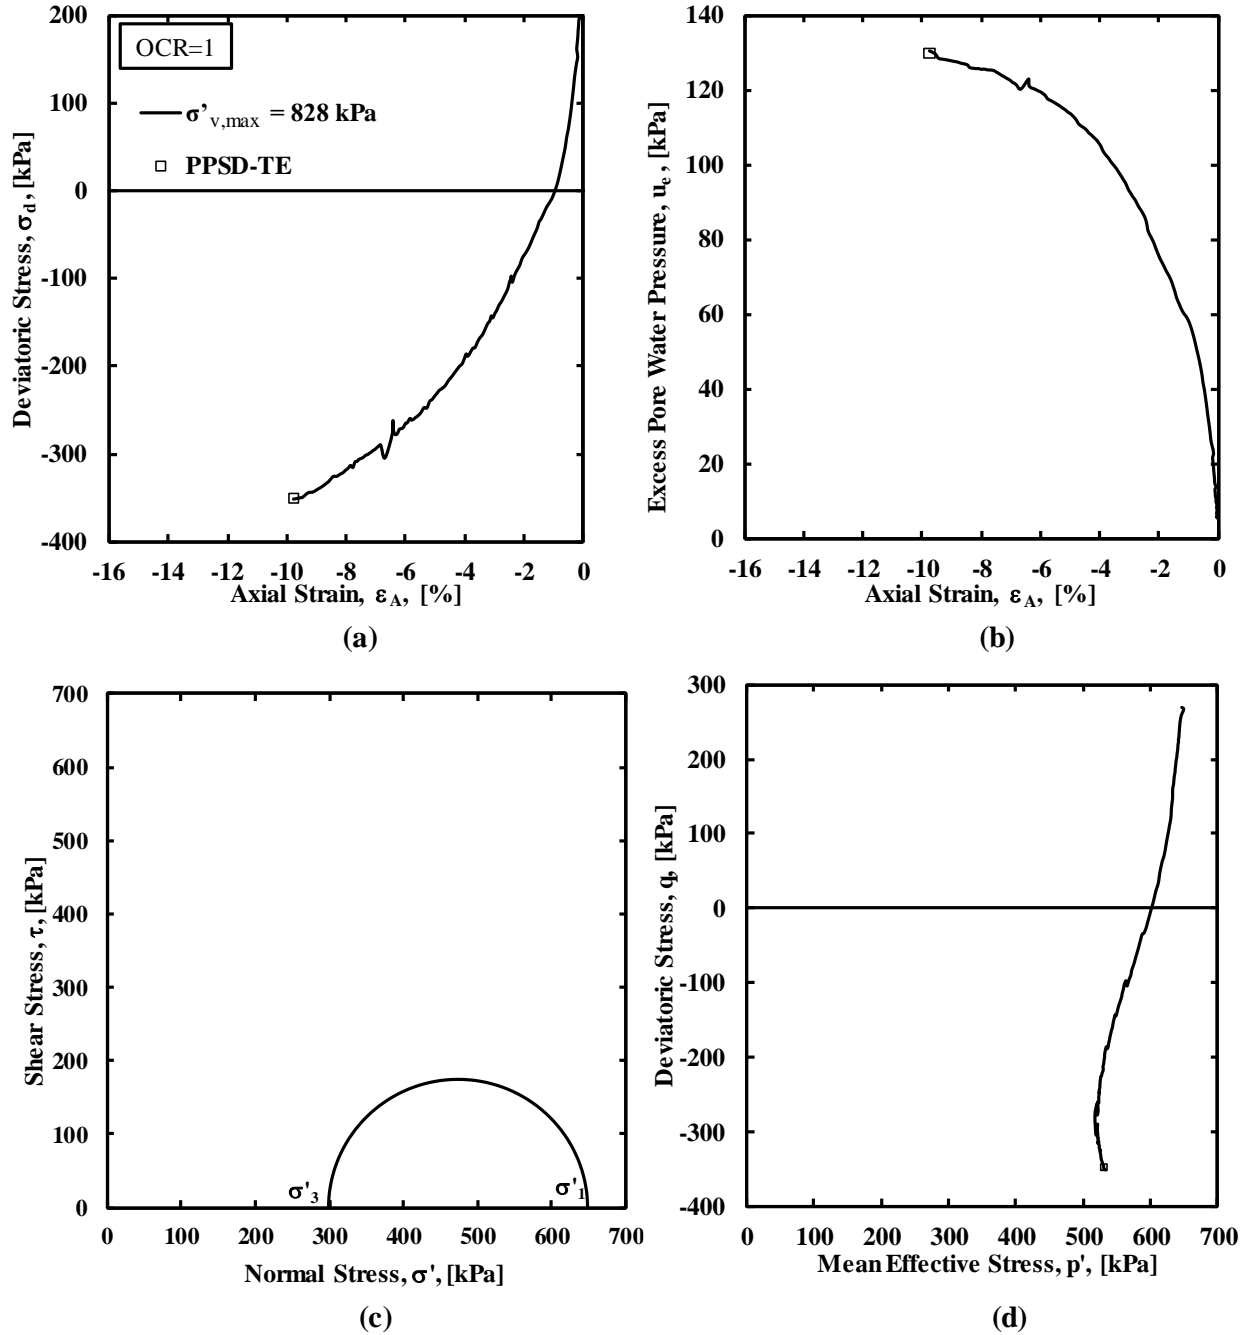 OCR=1
σ'v,max = 828 kPa
PPSD-TE
200
100
0
-100
-200
-300
-400
Deviatoric Stress, σd, [kPa]
-16 -14 -12 -10 -8 -6 -4 -2 0
Axial Strain, εA, [%]
(a)
140
120
100
80
60
40
20
0
Excess Pore Water Pressure, ue, [kPa]
-16 -14 -12 -10 -8 -6 -4 -2 0
Axial Strain, εA, [%]
(b)
700
600
500
400
300
200
100
0
Shear Stress, τ, [kPa]
σ'3
σ'1
0 100 200 300 400 500 600 700
Normal Stress, σ', [kPa]
(c)
300
200
100
0
-100
-200
-300
-400
Deviatoric Stress, q, [kPa]
0 100 200 300 400 500 600 700
Mean Effective Stress, p', [kPa]
(d)